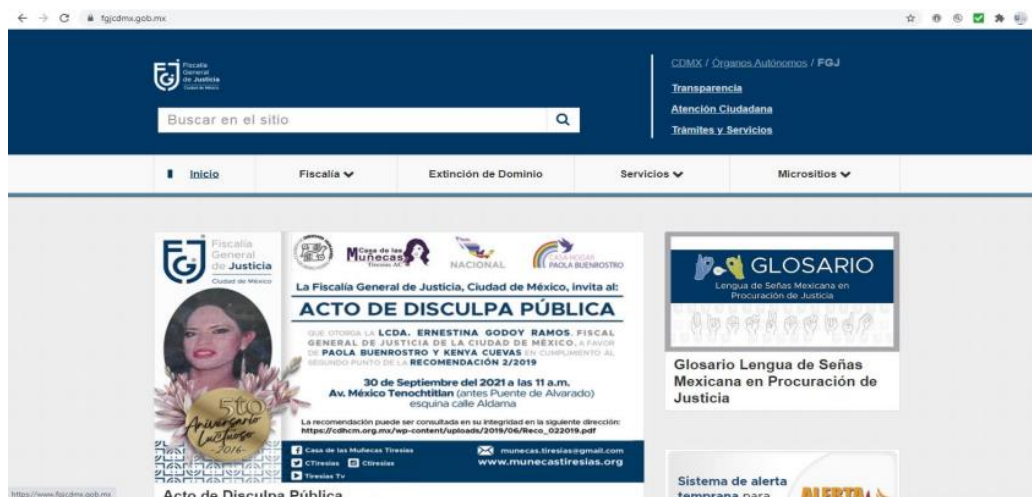 fgjcdmx.gob.mx
Fiscalía
General
de Justicia
Ciudad de México
CDMX / Órganos Autónomos / FGJ
Transparencia
Atención Ciudadana
Trámites y Servicios
Buscar en el sitio
Inicio
Fiscalía
Extinción de Dominio
Servicios
Micrositios
Fiscalía
General
de Justicia
Ciudad de México
Casa de las
Muñecas
Tiresias A.C.
NACIONAL
CASA HOGAR
PAOLA BUENROSTRO
La Fiscalía General de Justicia, Ciudad de México, invita al:
ACTO DE DISCULPA PÚBLICA
QUE OTORGA LA LCDA. ERNESTINA GODOY RAMOS, FISCAL
GENERAL DE JUSTICIA DE LA CIUDAD DE MÉXICO, A FAVOR
DE PAOLA BUENROSTRO Y KENYA CUEVAS EN CUMPLIMIENTO AL
SEGUNDO PUNTO DE LA RECOMENDACIÓN 2/2019
30 de Septiembre del 2021 a las 11 a.m.
Av. México Tenochtitlan (antes Puente de Alvarado)
esquina calle Aldama
La recomendación puede ser consultada en su integridad en la siguiente dirección:
https://cdhcm.org.mx/wp-content/uploads/2019/06/Reco_022019.pdf
5to
Aniversario
Luctuoso
-2016-
Casa de las Muñecas Tiresias
CTiresias
Ctiresias
Tiresias Tv
munecas.tiresias@gmail.com
www.munecastiresias.org
Acto de Disculpa Pública
GLOSARIO
Lengua de Señas Mexicana en
Procuración de Justicia
Glosario Lengua de Señas
Mexicana en Procuración de
Justicia
Sistema de alerta
temprana para
ALERTA
https://www.fgjcdmx.gob.mx